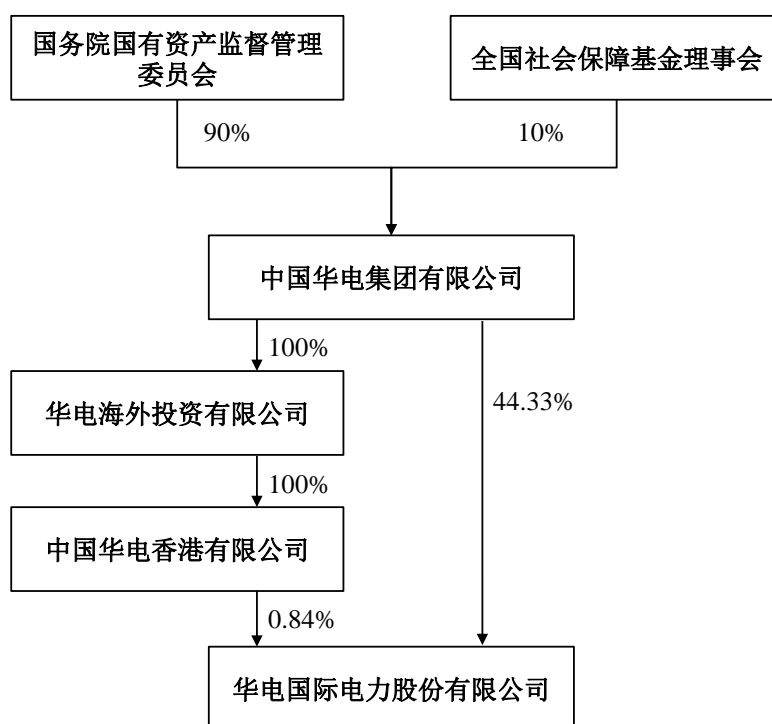 国务院国有资产监督管理
委员会
全国社会保障基金理事会
90%
10%
中国华电集团有限公司
100%
华电海外投资有限公司
44.33%
100%
中国华电香港有限公司
0.84%
华电国际电力股份有限公司